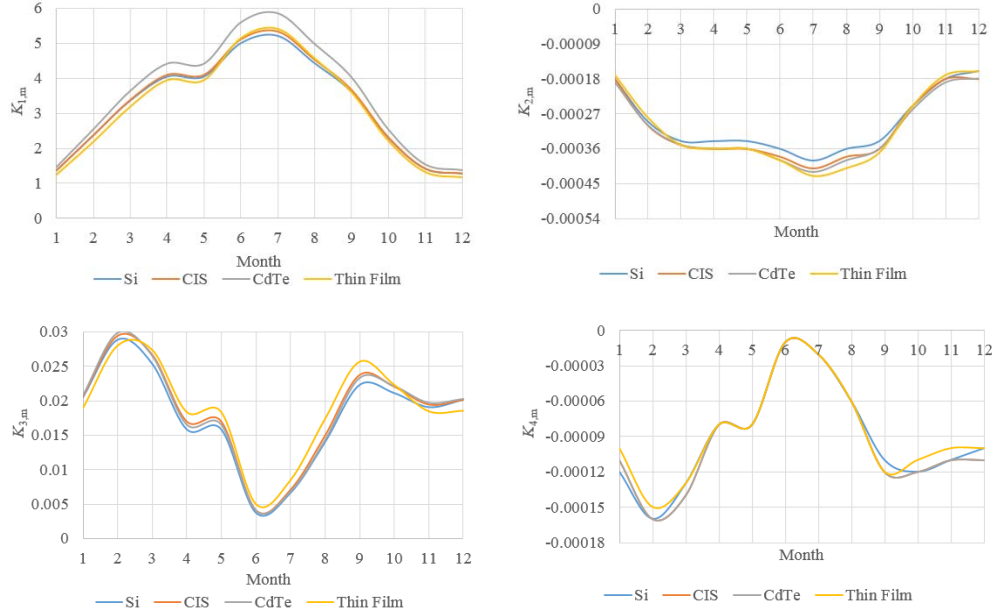 6
5
4
3
2
1
0
K1,m
1 2 3 4 5 6 7 8 9 10 11 12
Month
Si CIS CdTe Thin Film
0
-0.00009
-0.00018
-0.00027
-0.00036
-0.00045
-0.00054
K2,m
1 2 3 4 5 6 7 8 9 10 11 12
Month
Si CIS CdTe Thin Film
0.03
0.025
0.02
0.015
0.01
0.005
0
K3,m
1 2 3 4 5 6 7 8 9 10 11 12
Month
Si CIS CdTe Thin Film
0
-0.00003
-0.00006
-0.00009
-0.00012
-0.00015
-0.00018
K4,m
1 2 3 4 5 6 7 8 9 10 11 12
Month
Si CIS CdTe Thin Film